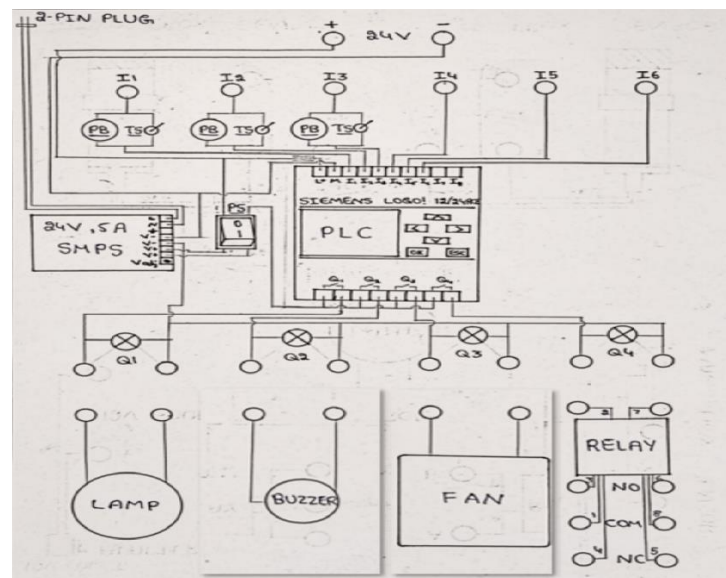 2-PIN PLUG
+ 24V -
I1 I2 I3 I4 I5 I6
PB TS PB TS PB TS
SIEMENS LOGO! 12/24RC
PS
24V, 5A
SMPS
PLC
Q1 Q2 Q3 Q4
Q1 Q2 Q3 Q4
LAMP
BUZZER
FAN
RELAY
NO
COM
NC 5